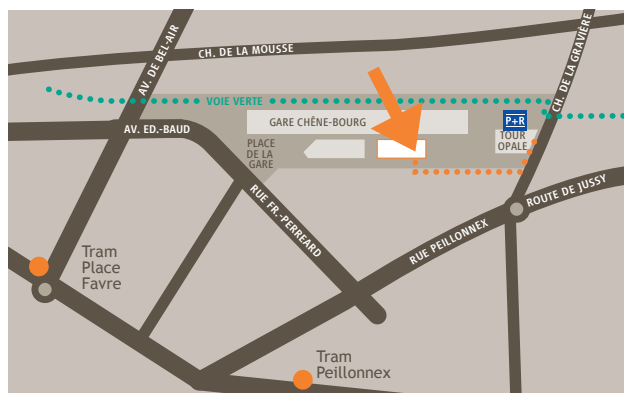 CH. DE LA MOUSSE
AV. DE BEL-AIR
CH. DE LA GRAVIÈRE
VOIE VERTE
AV. ED.-BAUD
GARE CHÊNE-BOURG
P+R
TOUR
OPALE
PLACE
DE LA
GARE
ROUTE DE JUSSY
RUE FR.-PERREARD
RUE PEILLONNEX
Tram
Place
Favre
Tram
Peillonnex